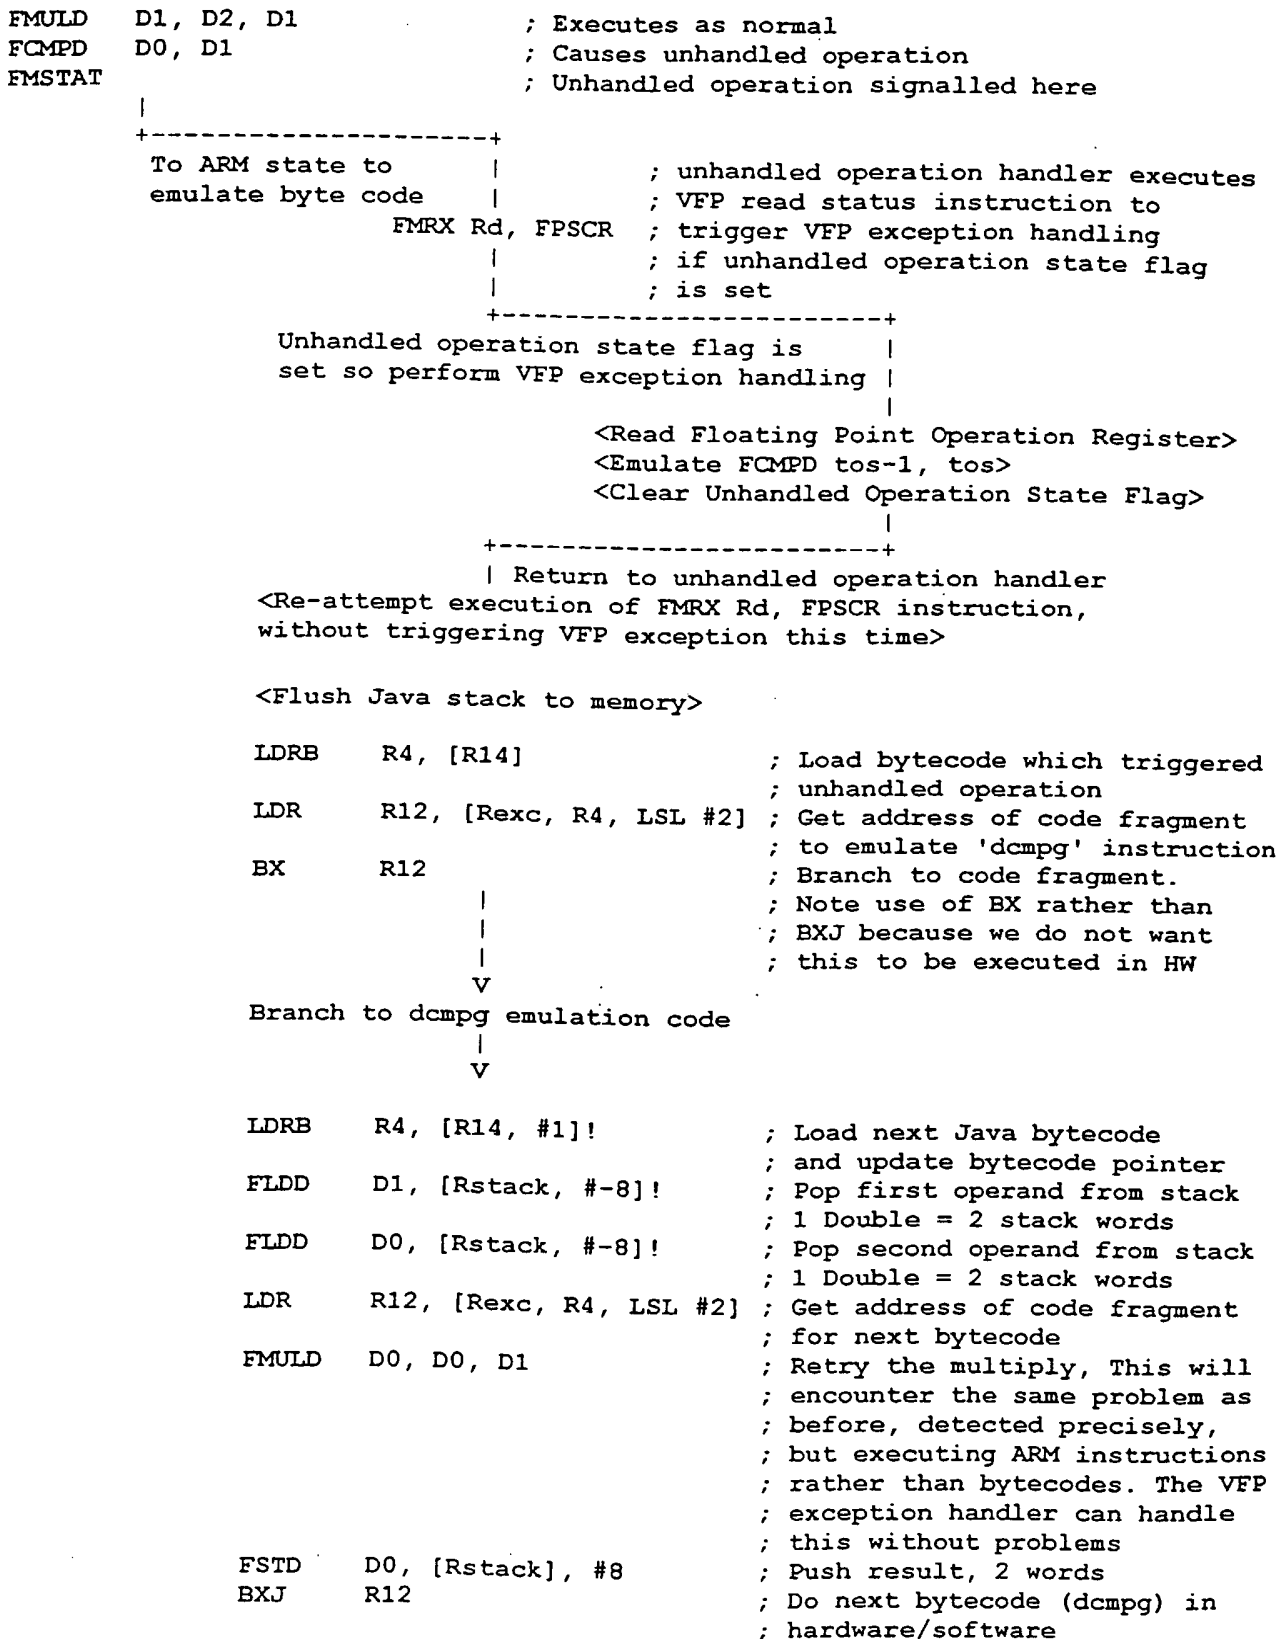 FMULD D1, D2, D1 ; Executes as normal
FCMPD D0, D1 ; Causes unhandled operation
FMSTAT ; Unhandled operation signalled here
|
+----------------------+
To ARM state to | ; unhandled operation handler executes
emulate byte code | ; VFP read status instruction to
FMRX Rd, FPSCR ; trigger VFP exception handling
| ; if unhandled operation state flag
| ; is set
+------------------------+
Unhandled operation state flag is |
set so perform VFP exception handling |
|
<Read Floating Point Operation Register>
<Emulate FCMPD tos-1, tos>
<Clear Unhandled Operation State Flag>
|
+------------------------+
| Return to unhandled operation handler
<Re-attempt execution of FMRX Rd, FPSCR instruction,
without triggering VFP exception this time>
<Flush Java stack to memory>
LDRB R4, [R14] ; Load bytecode which triggered
; unhandled operation
LDR R12, [Rexc, R4, LSL #2] ; Get address of code fragment
; to emulate 'dcmpg' instruction
BX R12 ; Branch to code fragment.
| ; Note use of BX rather than
| ; BXJ because we do not want
| ; this to be executed in HW
V
Branch to dcmpg emulation code
|
V
LDRB R4, [R14, #1]! ; Load next Java bytecode
; and update bytecode pointer
FLDD D1, [Rstack, #-8]! ; Pop first operand from stack
; 1 Double = 2 stack words
FLDD D0, [Rstack, #-8]! ; Pop second operand from stack
; 1 Double = 2 stack words
LDR R12, [Rexc, R4, LSL #2] ; Get address of code fragment
; for next bytecode
FMULD D0, D0, D1 ; Retry the multiply, This will
; encounter the same problem as
; before, detected precisely,
; but executing ARM instructions
; rather than bytecodes. The VFP
; exception handler can handle
; this without problems
FSTD D0, [Rstack], #8 ; Push result, 2 words
BXJ R12 ; Do next bytecode (dcmpg) in
; hardware/software